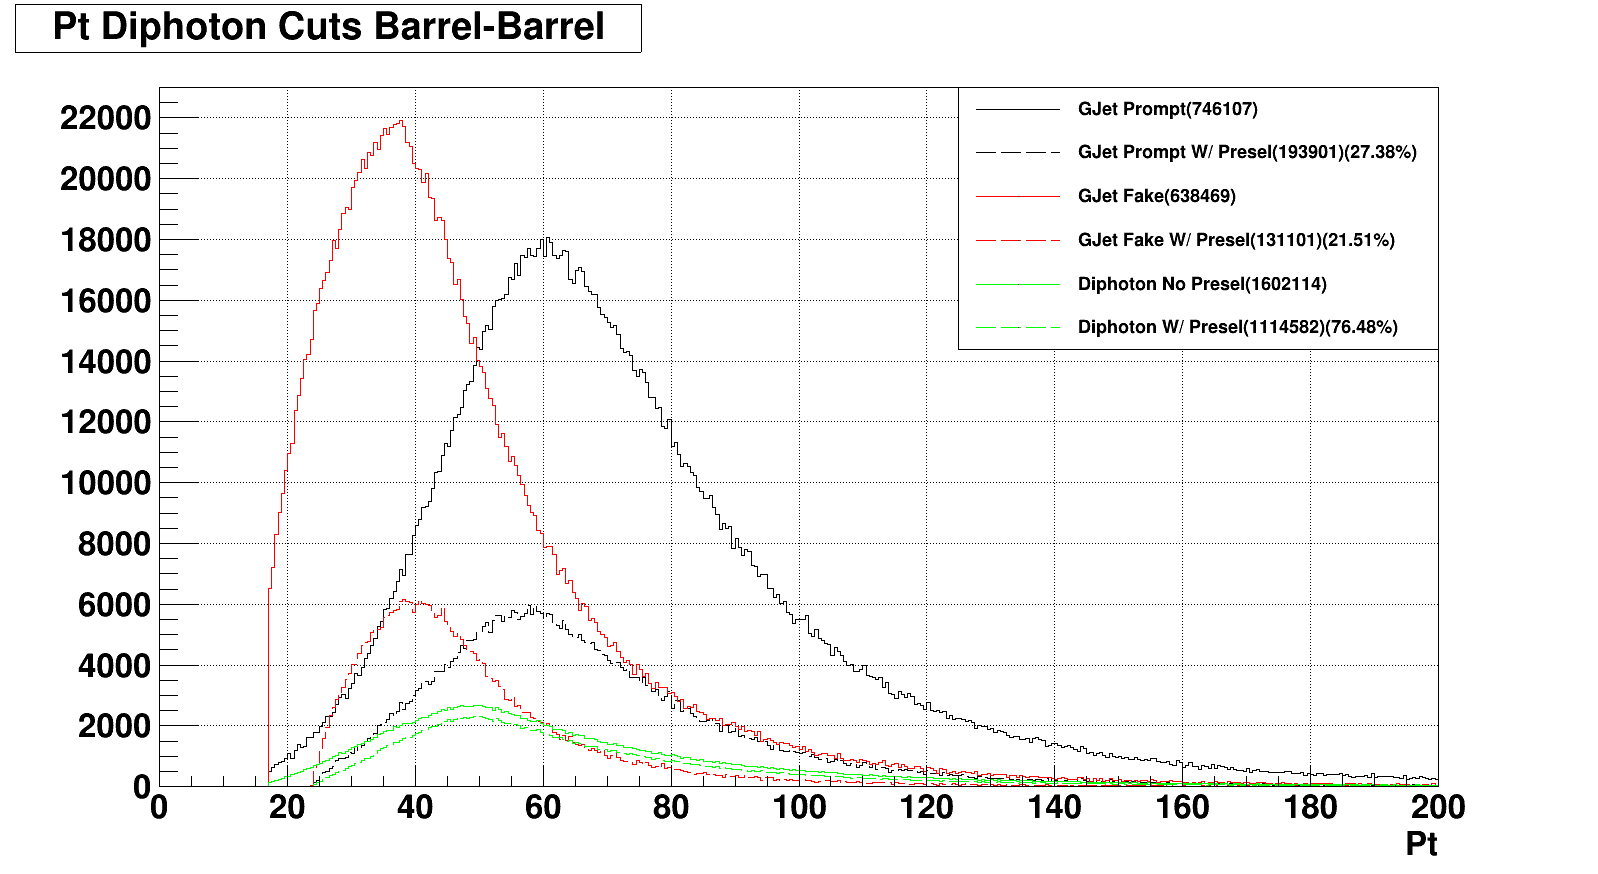 Pt Diphoton Cuts Barrel-Barrel
GJet Prompt(746107)
GJet Prompt W/ Presel(193901)(27.38%)
GJet Fake(638469)
GJet Fake W/ Presel(131101)(21.51%)
Diphoton No Presel(1602114)
Diphoton W/ Presel(1114582)(76.48%)
22000
20000
18000
16000
14000
12000
10000
8000
6000
4000
2000
0
0 20 40 60 80 100 120 140 160 180 200
Pt